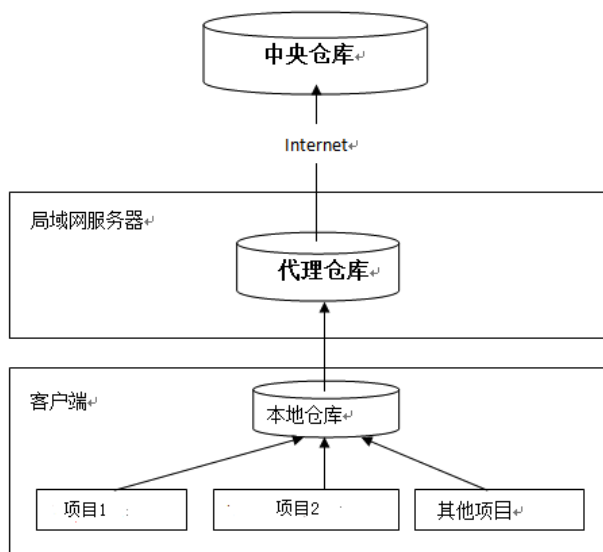 中央仓库
Internet
局域网服务器
代理仓库
客户端
本地仓库
项目1
项目2
其他项目